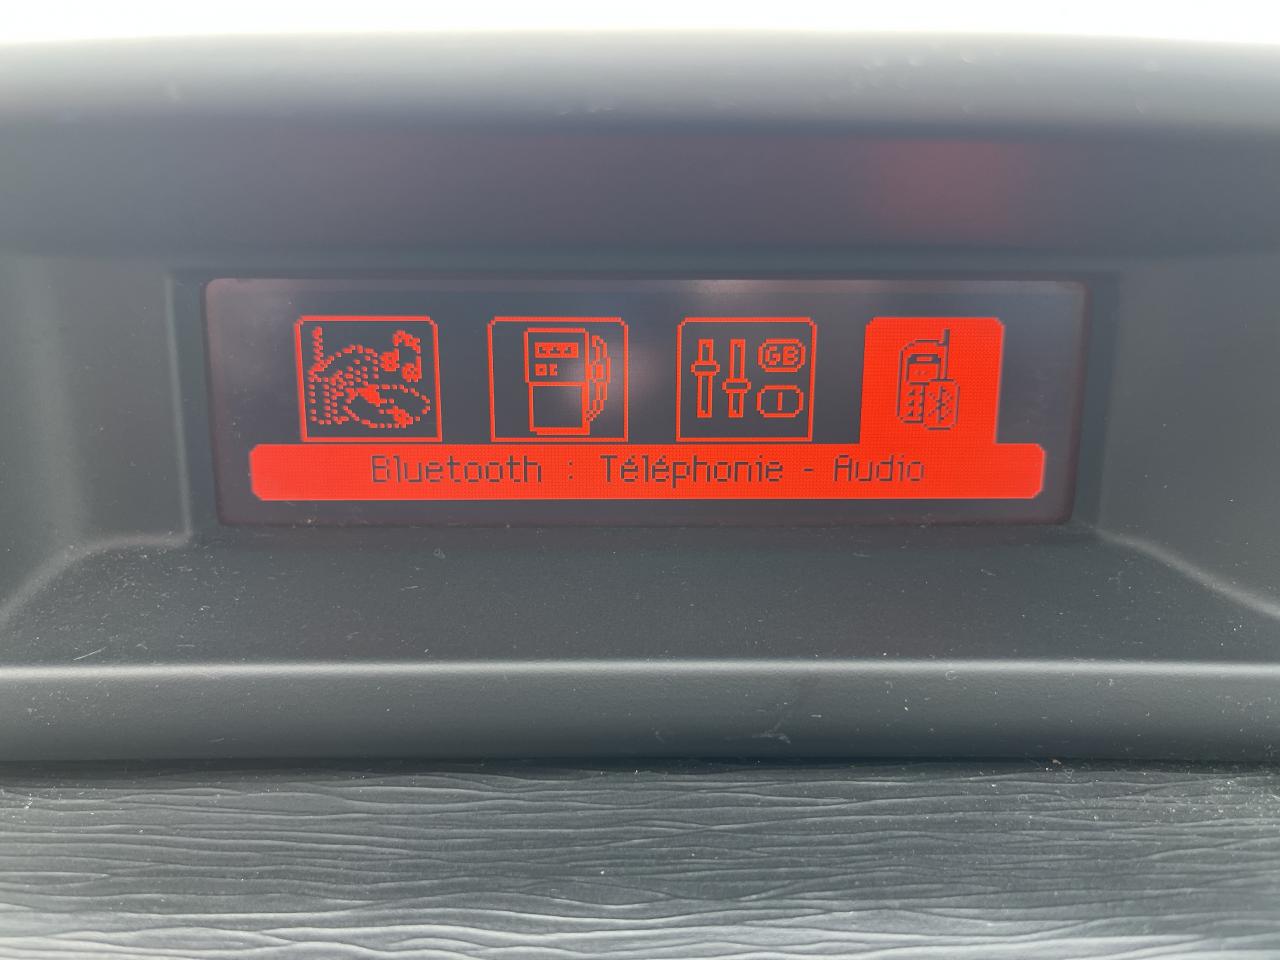 GB
I
Bluetooth : Téléphonie - Audio